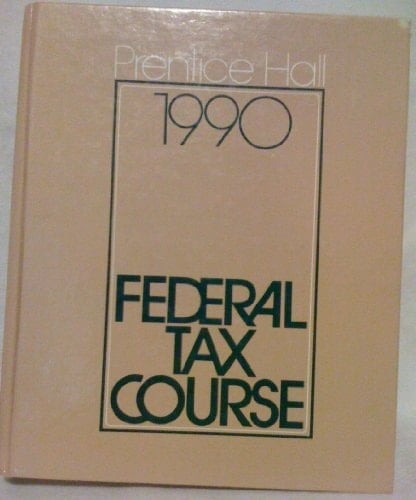 Prentice Hall
1990
FEDERAL
TAX
COURSE